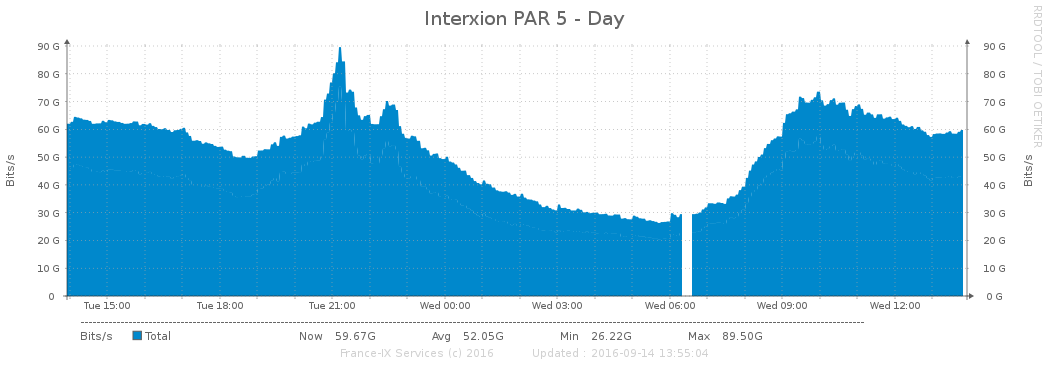 Interxion PAR 5 - Day
RRDTOOL / TOBI OETIKER
Bits/s
90 G
80 G
70 G
60 G
50 G
40 G
30 G
20 G
10 G
0
90 G
80 G
70 G
60 G
50 G
40 G
30 G
20 G
10 G
0 G
Bits/s
Tue 15:00 Tue 18:00 Tue 21:00 Wed 00:00 Wed 03:00 Wed 06:00 Wed 09:00 Wed 12:00
Bits/s Total Now 59.67G Avg 52.05G Min 26.22G Max 89.50G
France-IX Services (c) 2016 Updated : 2016-09-14 13:55:04